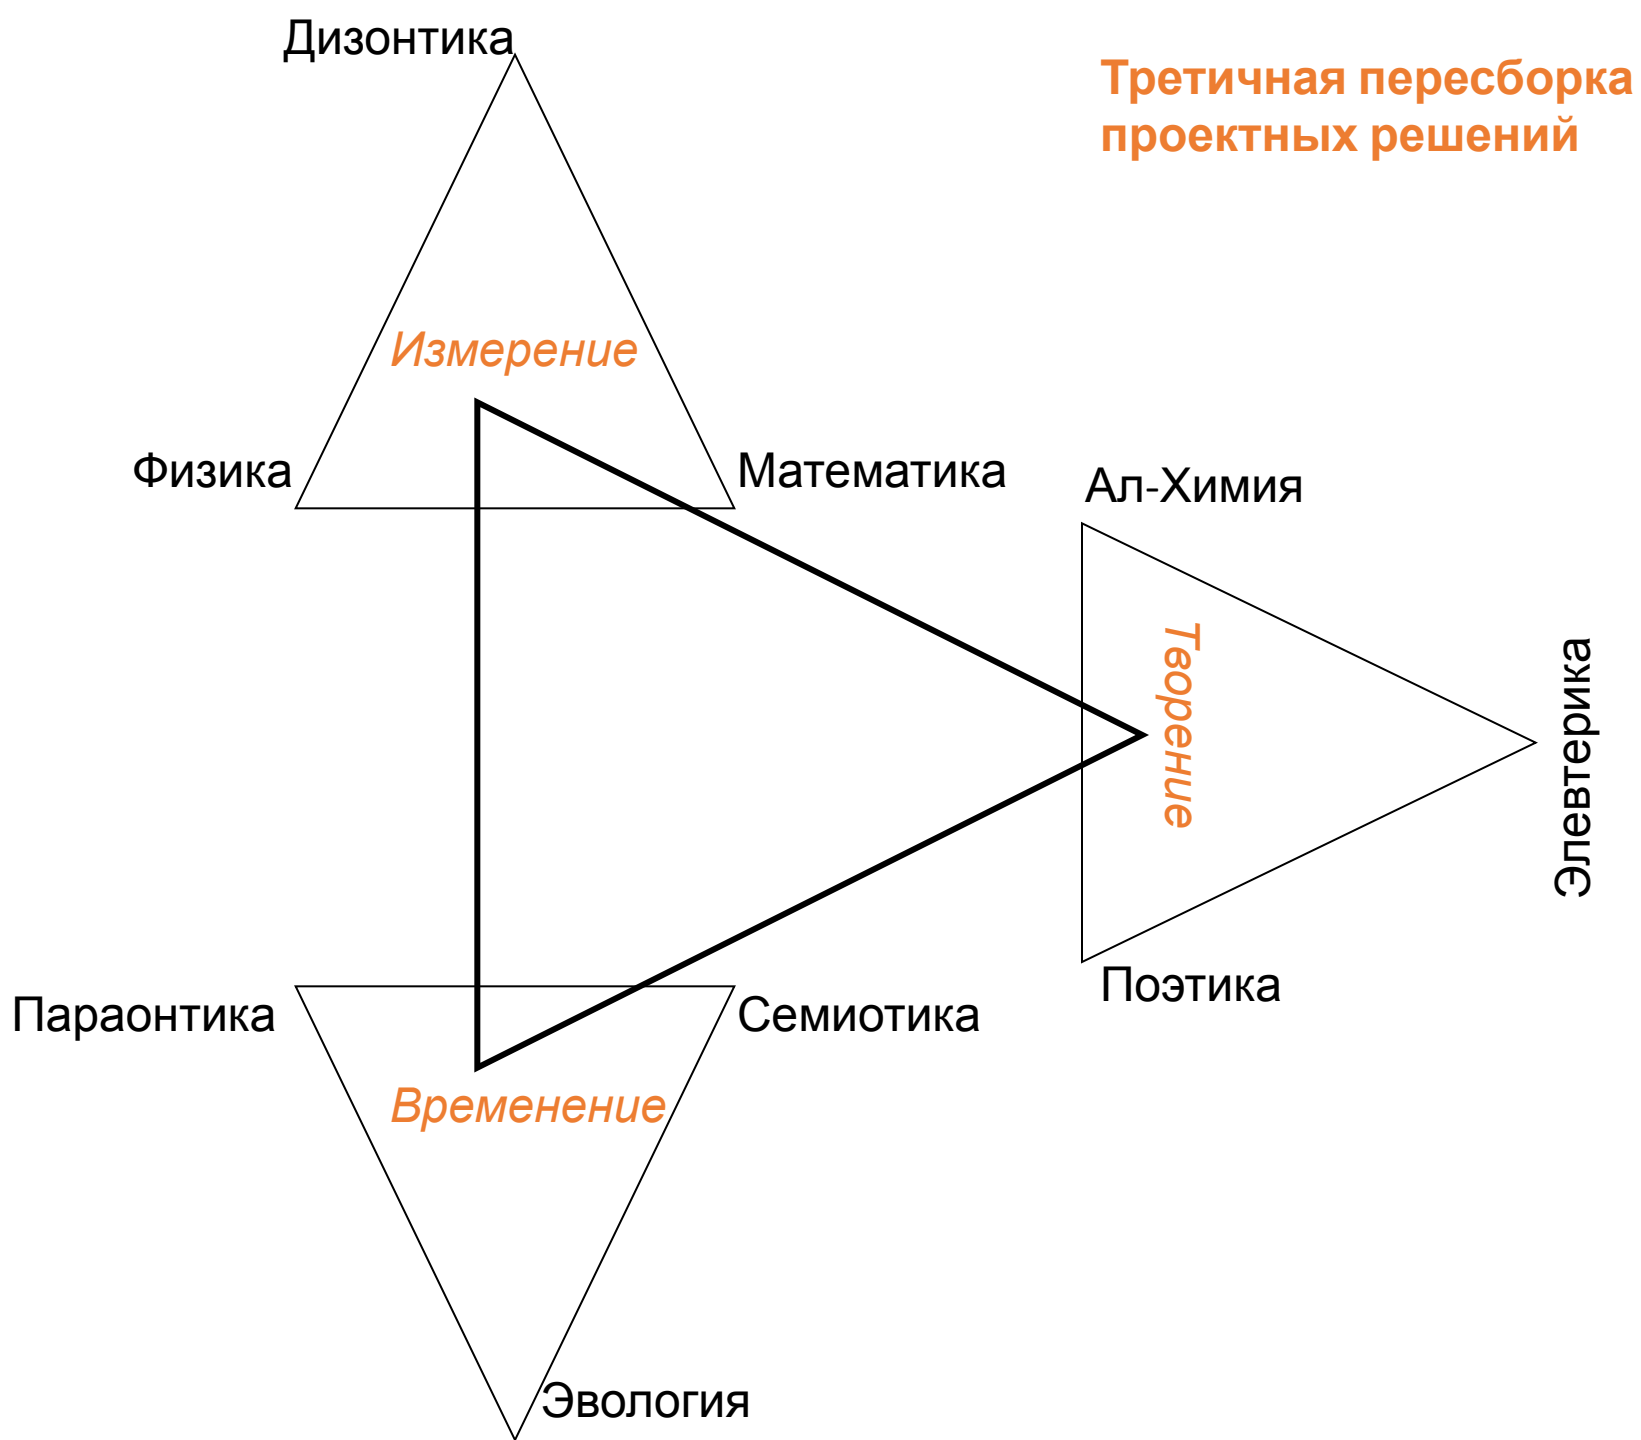 Дизонтика
Третичная пересборка
проектных решений
Измерение
Физика
Математика
Ал-Химия
Творение
Элевтерика
Поэтика
Параонтика
Семиотика
Временение
Эвология